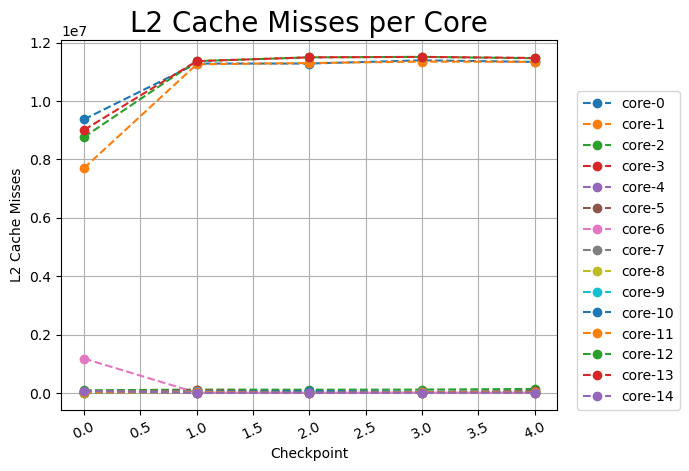 L2 Cache Misses per Core
1e7
1.2
1.0
0.8
0.6
0.4
0.2
0.0
L2 Cache Misses
0.0 0.5 1.0 1.5 2.0 2.5 3.0 3.5 4.0
Checkpoint
core-0
core-1
core-2
core-3
core-4
core-5
core-6
core-7
core-8
core-9
core-10
core-11
core-12
core-13
core-14